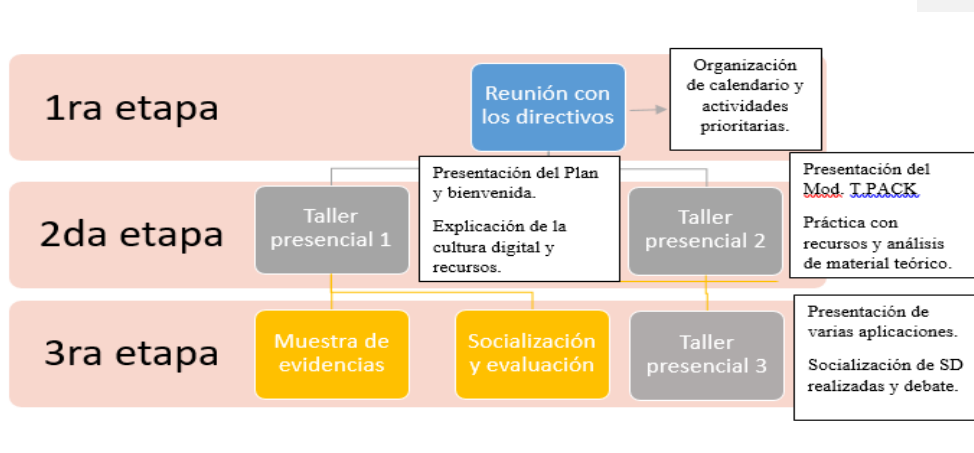 1ra etapa
Reunión con
los directivos
Organización
de calendario y
actividades
prioritarias.
2da etapa
Taller
presencial 1
Presentación del Plan
y bienvenida.
Explicación de la
cultura digital y
recursos.
Taller
presencial 2
Presentación del
Mod. T.PACK
Práctica con
recursos y análisis
de material teórico.
3ra etapa
Muestra de
evidencias
Socialización
y evaluación
Taller
presencial 3
Presentación de
varias aplicaciones.
Socialización de SD
realizadas y debate.